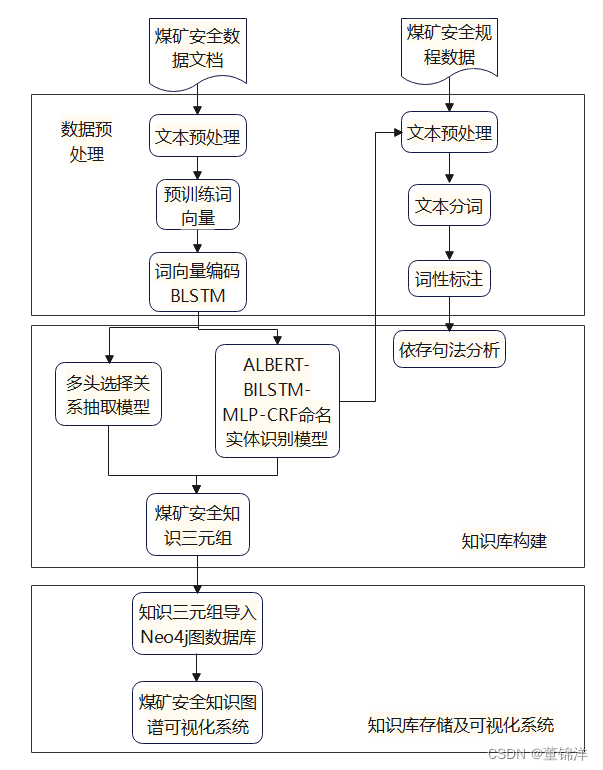 煤矿安全数
据文档
煤矿安全规
程数据
数据预
处理
文本预处理
文本预处理
预训练词
向量
文本分词
词向量编码
BLSTM
词性标注
依存句法分析
多头选择关
系抽取模型
ALBERT-
BILSTM-
MLP-CRF命名
实体识别模型
煤矿安全知
识三元组
知识库构建
知识三元组导入
Neo4j图数据库
煤矿安全知识图
谱可视化系统
知识库存储及可视化系统
CSDN @董锦洋